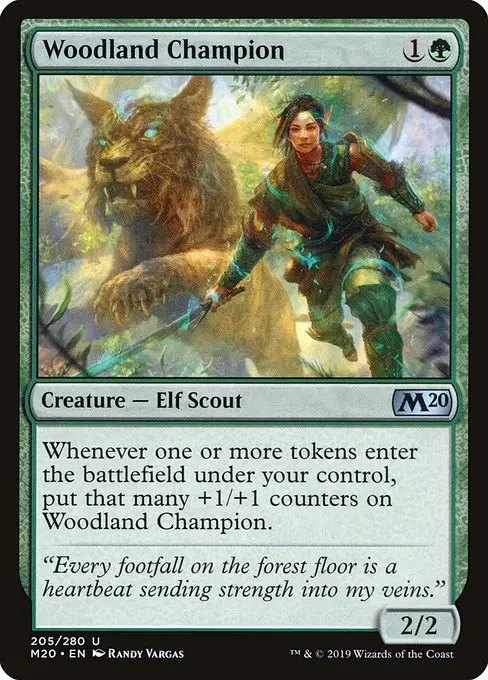 Woodland Champion 1
Creature — Elf Scout M20
Whenever one or more tokens enter
the battlefield under your control,
put that many +1/+1 counters on
Woodland Champion.
“Every footfall on the forest floor is a
heartbeat sending strength into my veins.”
2/2
205/280 U
M20 • EN Randy Vargas ™ & © 2019 Wizards of the Coast